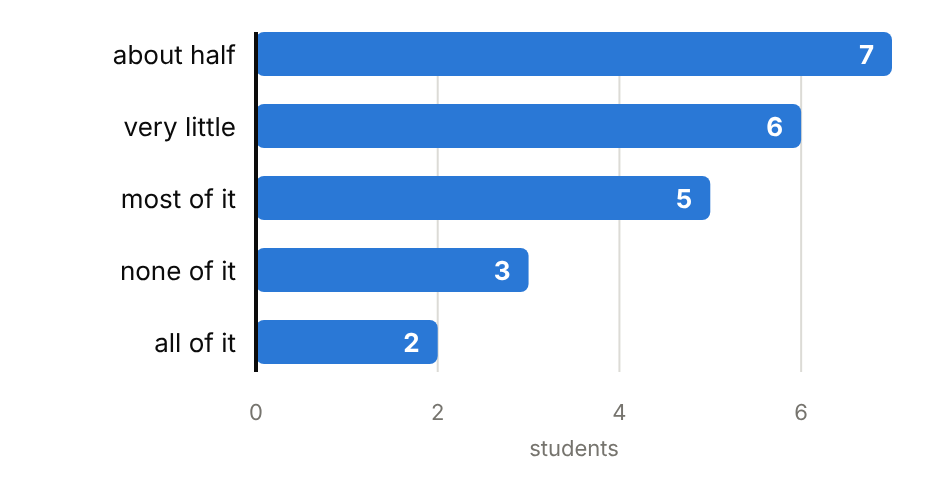 about half 7
very little 6
most of it 5
none of it 3
all of it 2
0 2 4 6
students